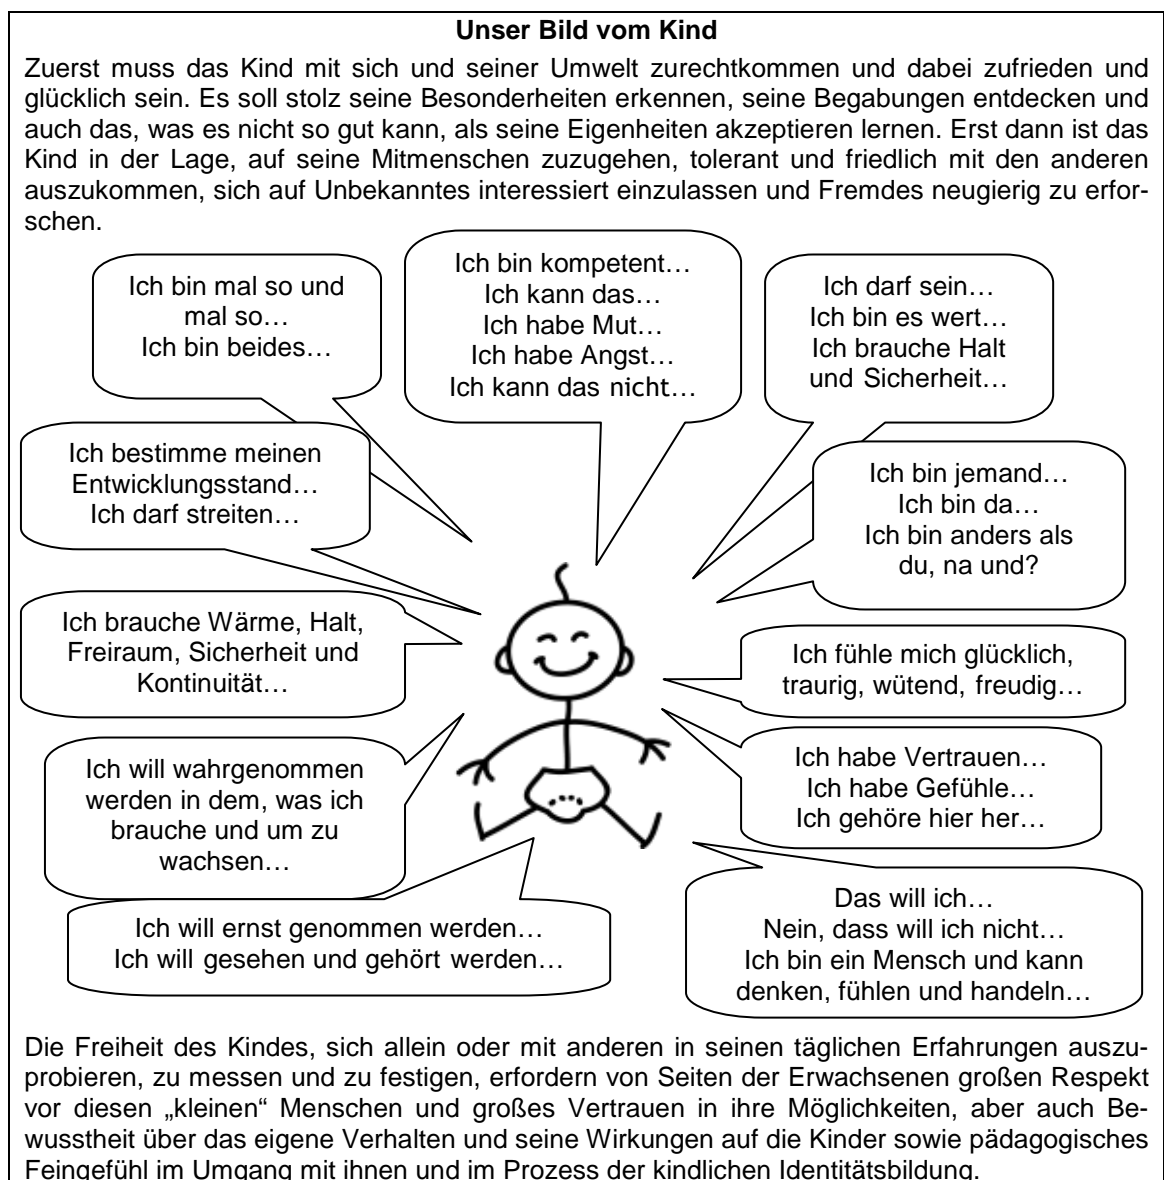 Unser Bild vom Kind
Zuerst muss das Kind mit sich und seiner Umwelt zurechtkommen und dabei zufrieden und
glücklich sein. Es soll stolz seine Besonderheiten erkennen, seine Begabungen entdecken und
auch das, was es nicht so gut kann, als seine Eigenheiten akzeptieren lernen. Erst dann ist das
Kind in der Lage, auf seine Mitmenschen zuzugehen, tolerant und friedlich mit den anderen
auszukommen, sich auf Unbekanntes interessiert einzulassen und Fremdes neugierig zu erfor-
schen.
Ich bin mal so und
mal so…
Ich bin beides…
Ich bin kompetent…
Ich kann das…
Ich habe Mut…
Ich habe Angst…
Ich kann das nicht…
Ich darf sein…
Ich bin es wert…
Ich brauche Halt
und Sicherheit…
Ich bestimme meinen
Entwicklungsstand…
Ich darf streiten…
Ich bin jemand…
Ich bin da…
Ich bin anders als
du, na und?
Ich brauche Wärme, Halt,
Freiraum, Sicherheit und
Kontinuität…
Ich fühle mich glücklich,
traurig, wütend, freudig…
Ich will wahrgenommen
werden in dem, was ich
brauche und um zu
wachsen…
Ich habe Vertrauen…
Ich habe Gefühle…
Ich gehöre hier her…
Ich will ernst genommen werden…
Ich will gesehen und gehört werden…
Das will ich…
Nein, dass will ich nicht…
Ich bin ein Mensch und kann
denken, fühlen und handeln…
Die Freiheit des Kindes, sich allein oder mit anderen in seinen täglichen Erfahrungen auszu-
probieren, zu messen und zu festigen, erfordern von Seiten der Erwachsenen großen Respekt
vor diesen „kleinen“ Menschen und großes Vertrauen in ihre Möglichkeiten, aber auch Be-
wusstheit über das eigene Verhalten und seine Wirkungen auf die Kinder sowie pädagogisches
Feingefühl im Umgang mit ihnen und im Prozess der kindlichen Identitätsbildung.